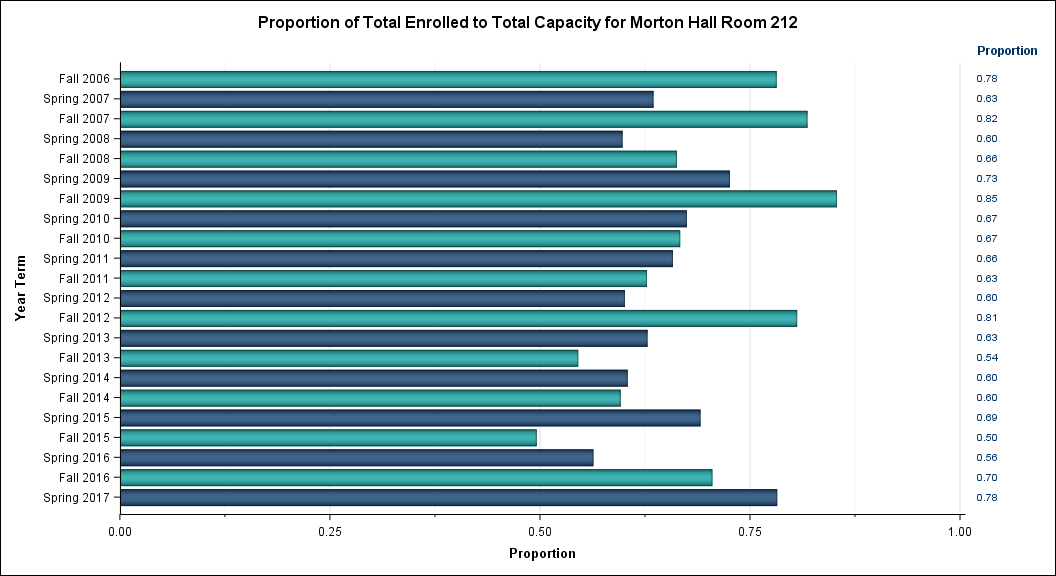 Proportion of Total Enrolled to Total Capacity for Morton Hall Room 212
Proportion
Fall 2006 0.78
Spring 2007 0.63
Fall 2007 0.82
Spring 2008 0.60
Fall 2008 0.66
Spring 2009 0.73
Fall 2009 0.85
Spring 2010 0.67
Fall 2010 0.67
Spring 2011 0.66
Fall 2011 0.63
Spring 2012 0.60
Fall 2012 0.81
Spring 2013 0.63
Fall 2013 0.54
Spring 2014 0.60
Fall 2014 0.60
Spring 2015 0.69
Fall 2015 0.50
Spring 2016 0.56
Fall 2016 0.70
Spring 2017 0.78
Year Term
0.00 0.25 0.50 0.75 1.00
Proportion